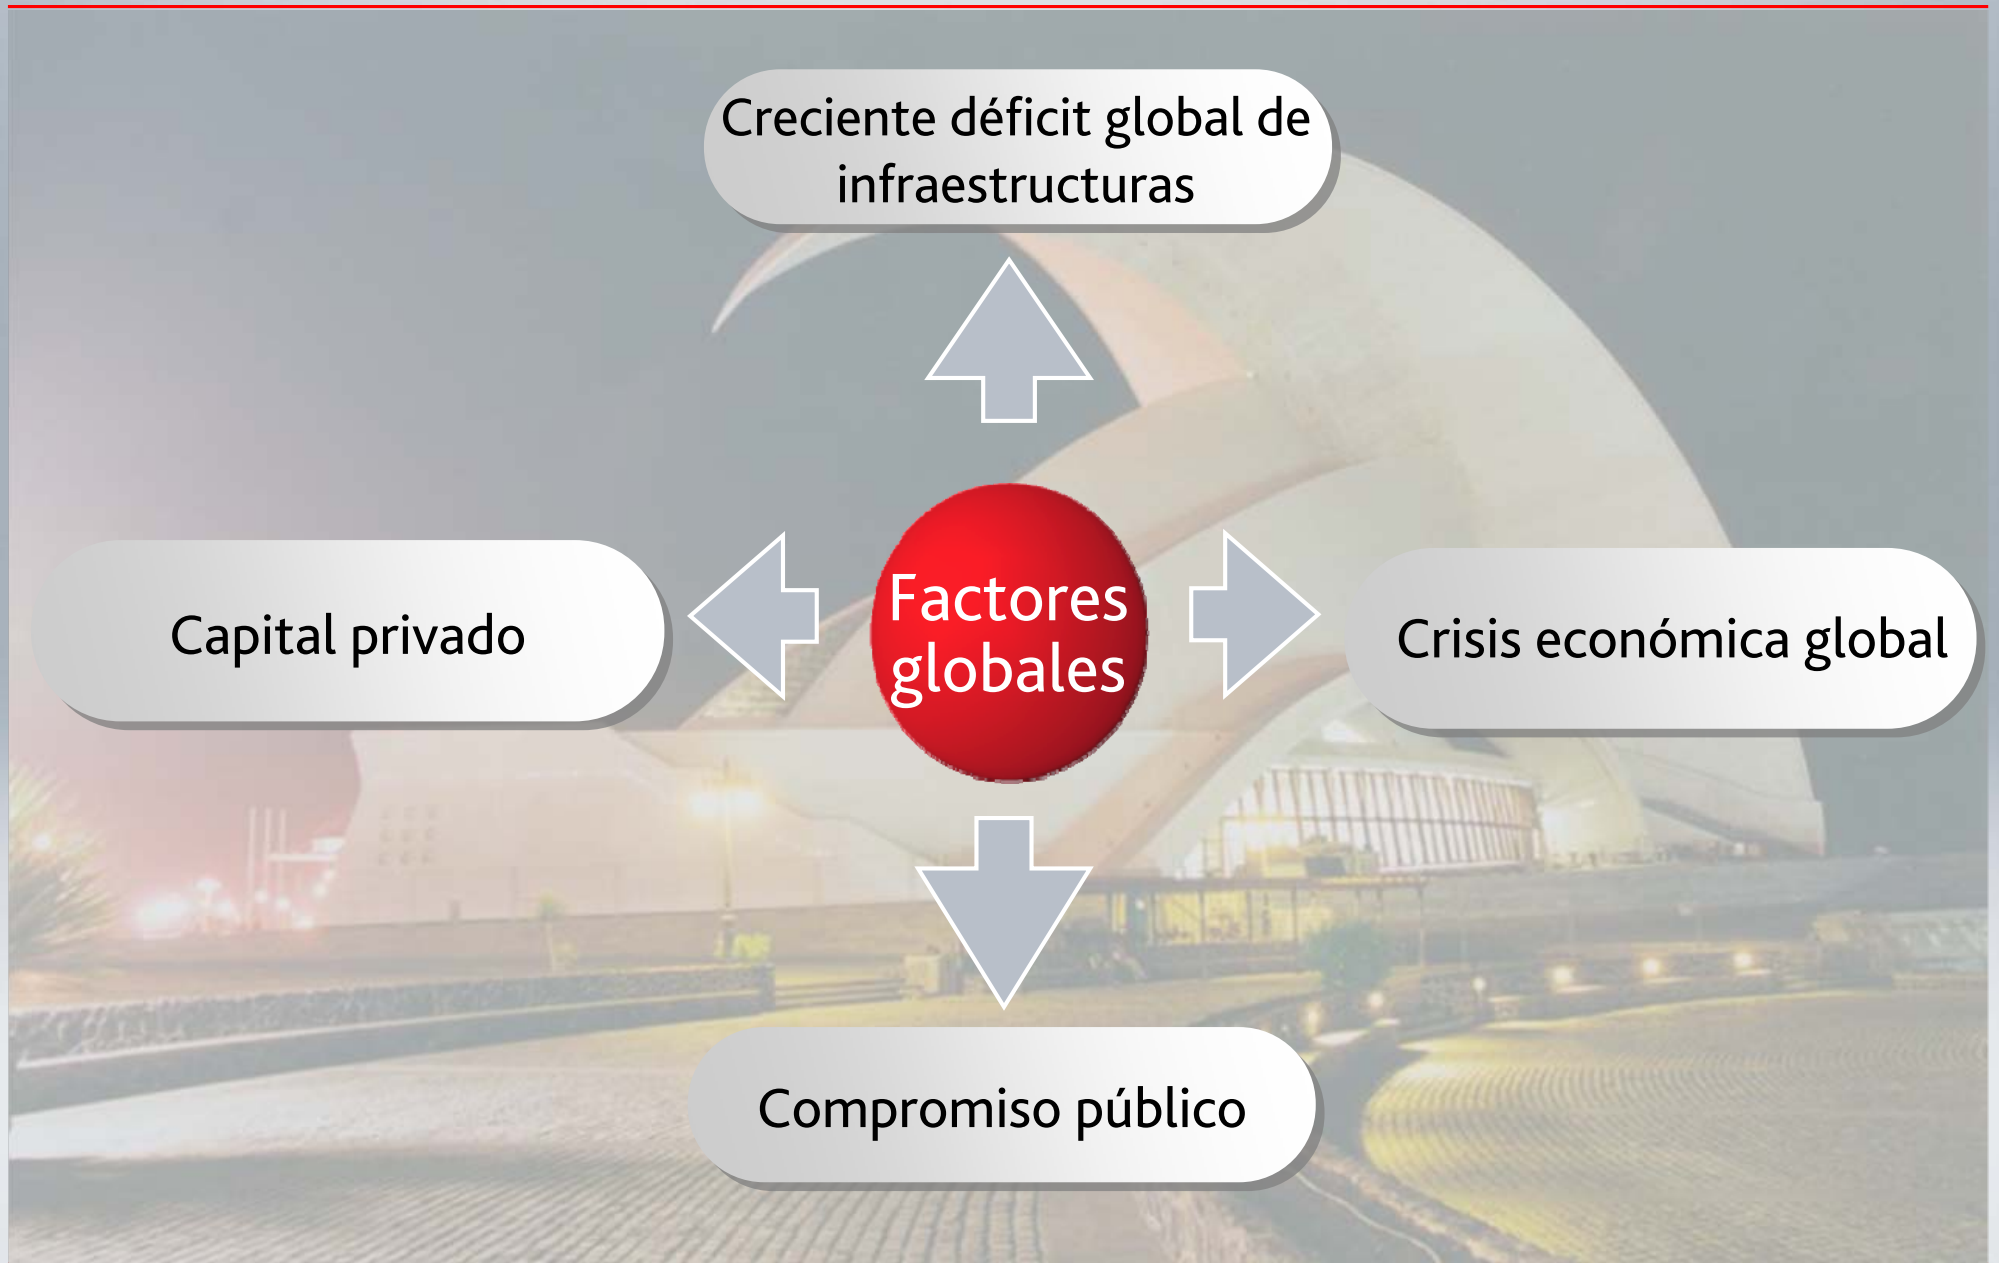 Creciente déficit global de
infraestructuras
Capital privado
Factores
globales
Crisis económica global
Compromiso público